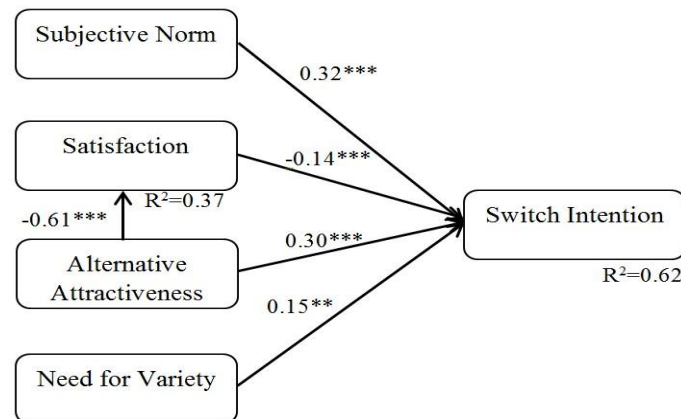 Subjective Norm
0.32***
Satisfaction
-0.14***
R²=0.37
-0.61***
Switch Intention
R²=0.62
Alternative
Attractiveness
0.30***
0.15**
Need for Variety